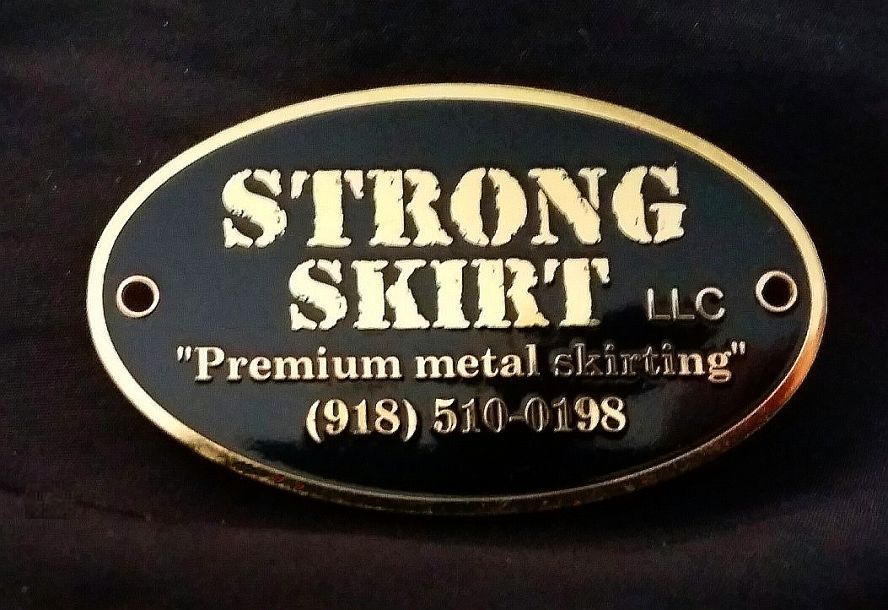 STRONG
SKIRT LLC
"Premium metal skirting"
(918) 510-0198